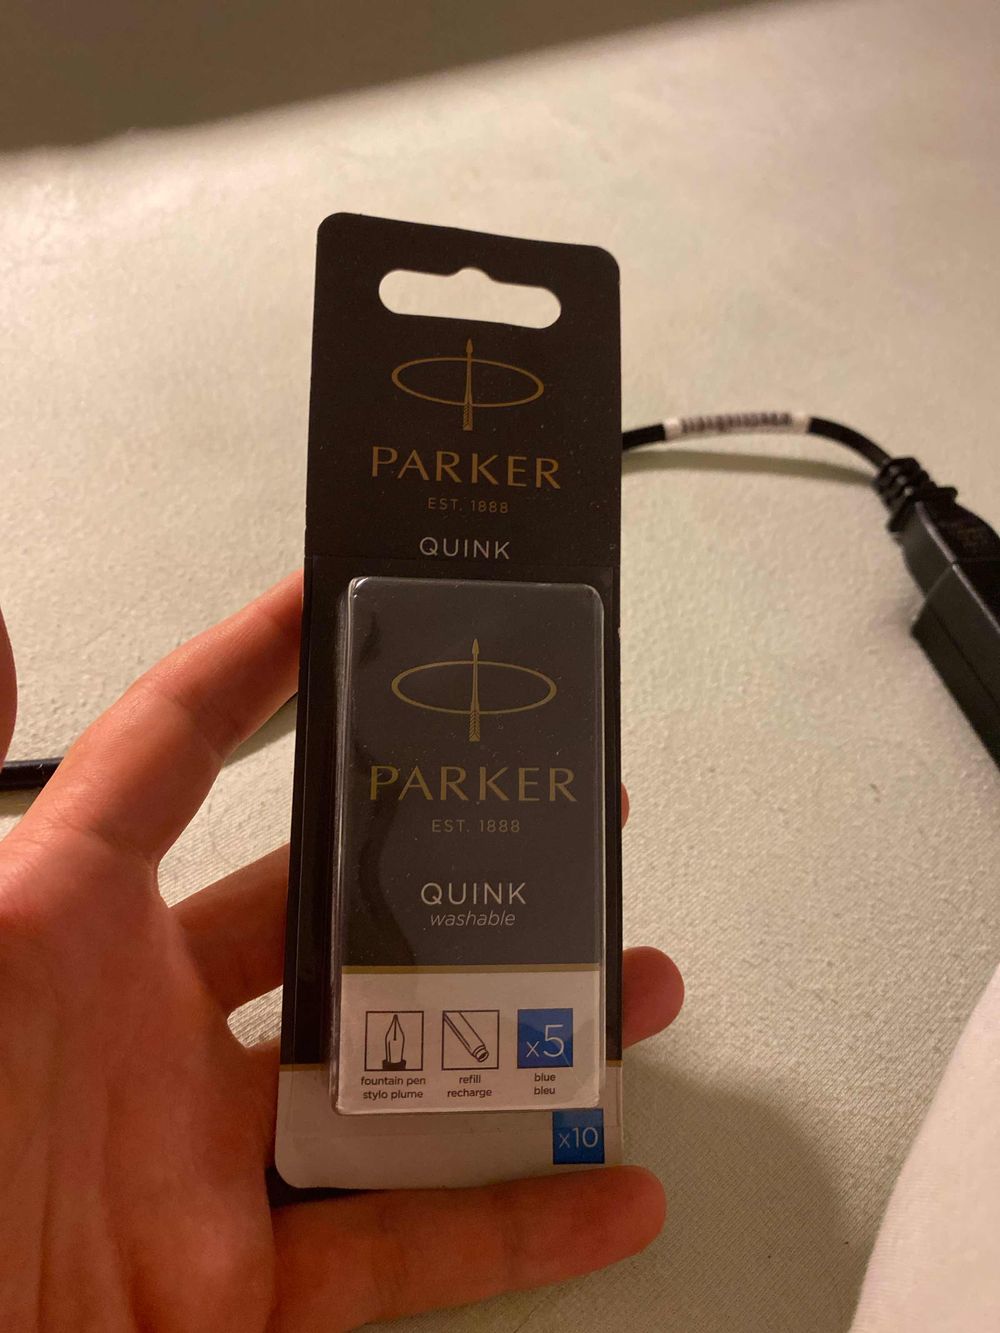 PARKER
EST. 1888
QUINK
PARKER
EST. 1888
QUINK
washable
x5
fountain pen
stylo plume
refill
recharge
blue
bleu
x10